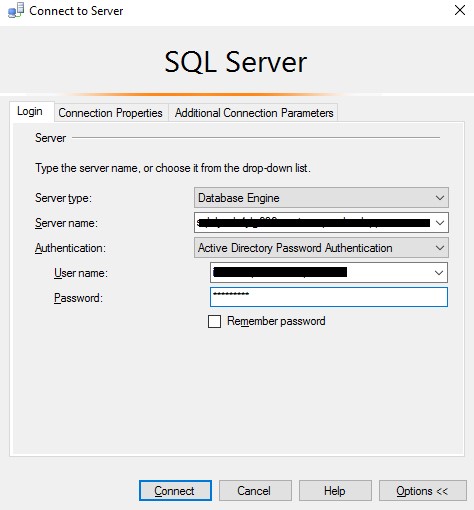 Connect to Server
SQL Server
Login Connection Properties Additional Connection Parameters
Server
Type the server name, or choose it from the drop-down list.
Server type: Database Engine
Server name:
Authentication: Active Directory Password Authentication
User name:
Password: *********
Remember password
Connect Cancel Help Options <<